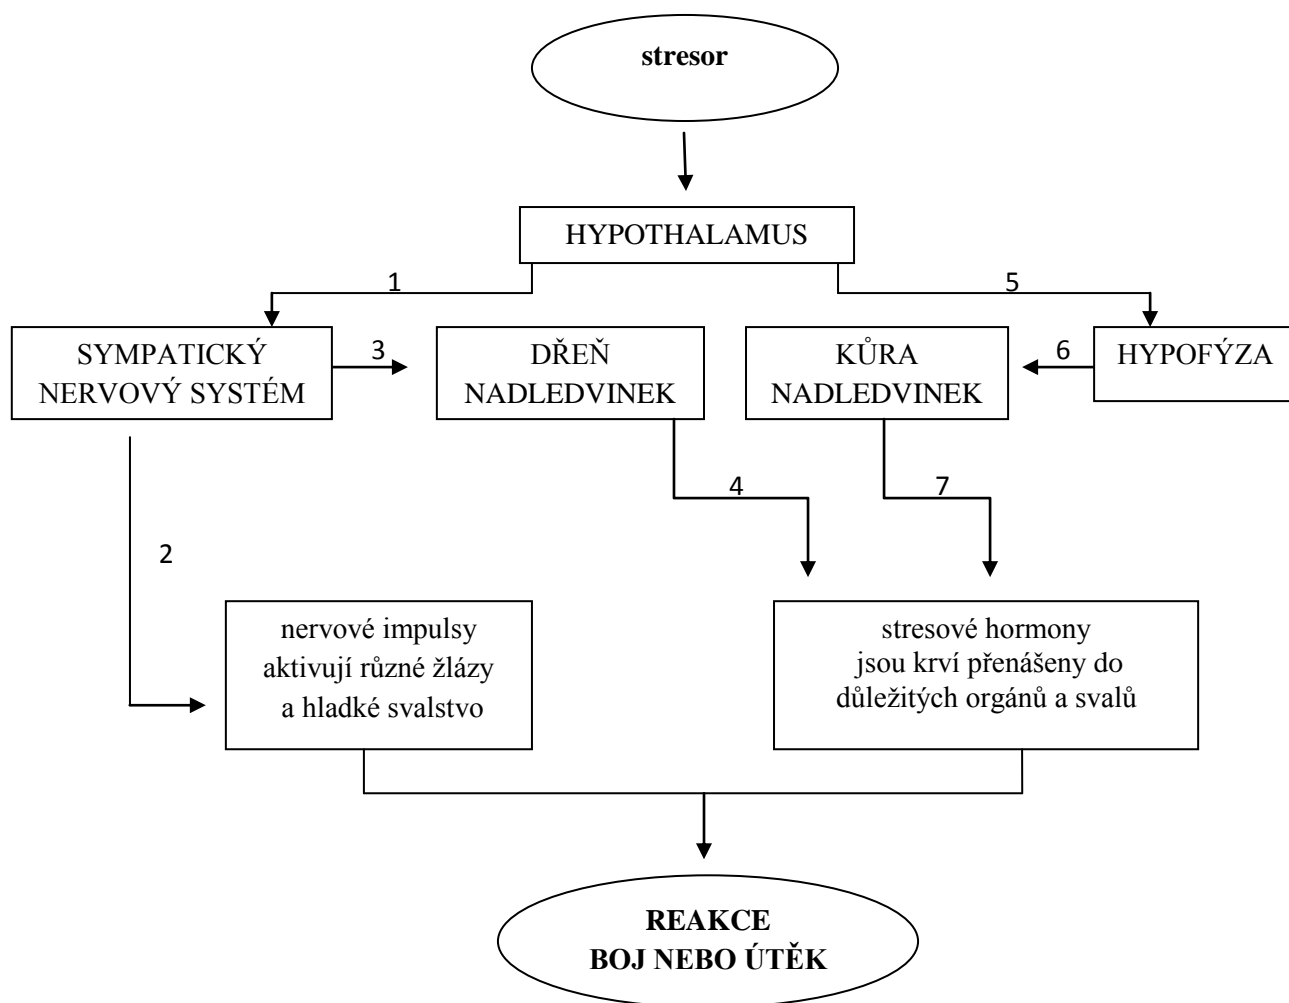 stresor
HYPOTHALAMUS
1
5
SYMPATICKÝ
NERVOVÝ SYSTÉM
3
DŘEŇ
NADLEDVINEK
KŮRA
NADLEDVINEK
6
HYPOFÝZA
4
7
2
nervové impulsy
aktivují různé žlázy
a hladké svalstvo
stresové hormony
jsou krví přenášeny do
důležitých orgánů a svalů
REAKCE
BOJ NEBO ÚTĚK